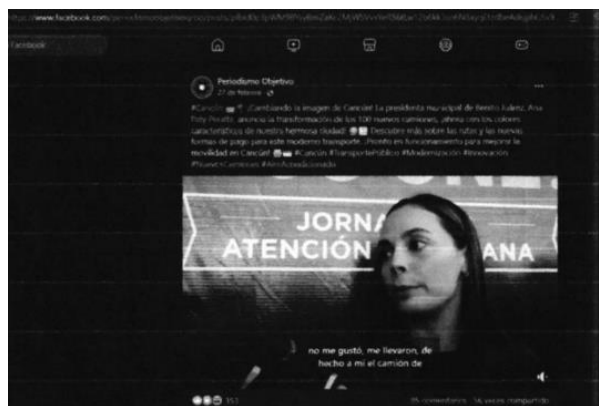 Facebook
Periodismo Objetivo
27 de febrero
#Cancún ¡Cambiando la imagen de Cancún! La presidenta municipal de Benito Juárez, Ana
Paty Peralta, anuncia la transformación de los 100 nuevos camiones, ahora con los colores
característicos de nuestra hermosa ciudad! Descubre más sobre las rutas y las nuevas
formas de pago para este moderno transporte. ¡Pronto en funcionamiento para mejorar la
movilidad en Cancún! #Cancún #TransportePúblico #Modernización #Innovación
#NuevosCamiones #AireAcondicionado
JORNA
ATENCIÓN ANA
no me gustó, me llevaron, de
hecho a mi el camión de
353
35 comentarios 56 veces compartido